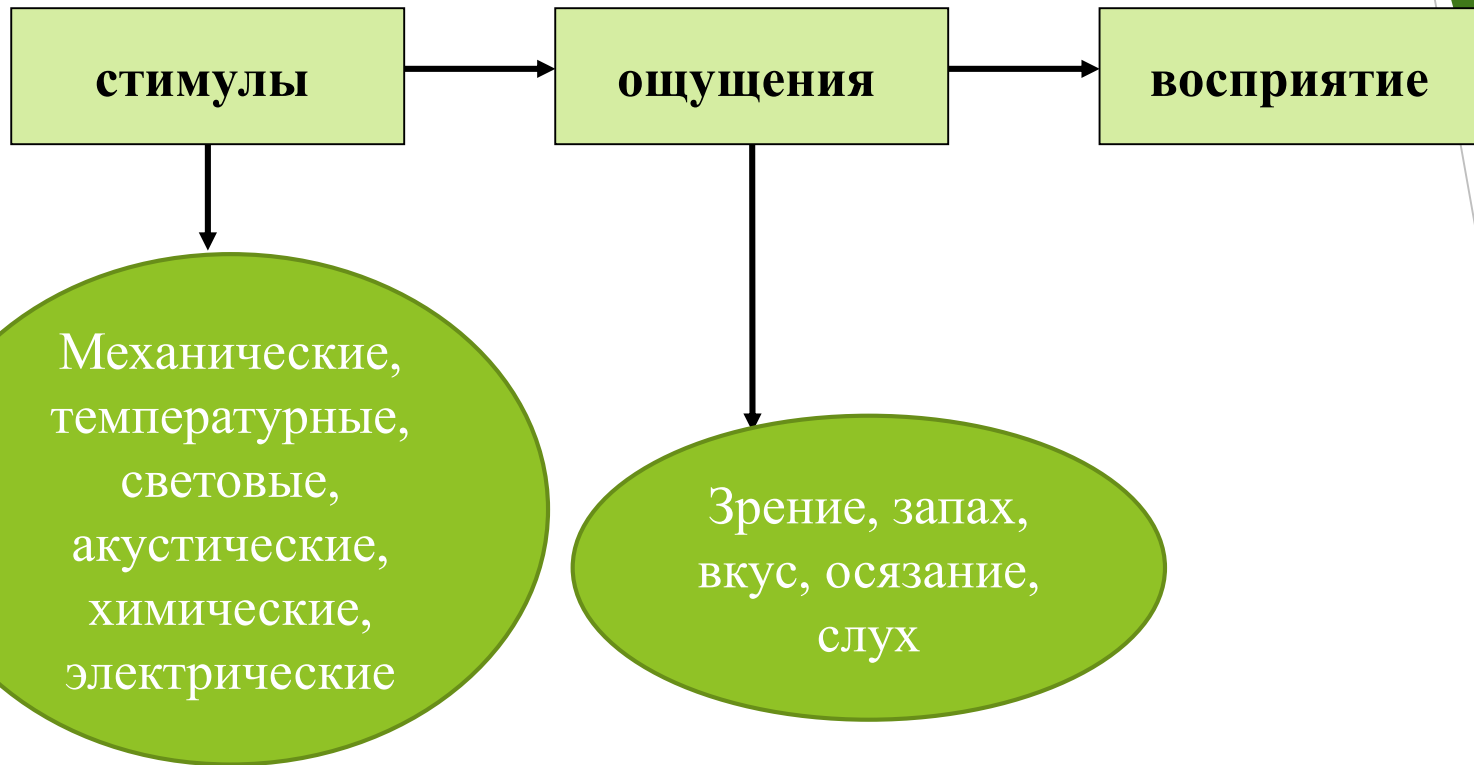 стимулы
ощущения
восприятие
Механические,
температурные,
световые,
акустические,
химические,
электрические
Зрение, запах,
вкус, осязание,
слух